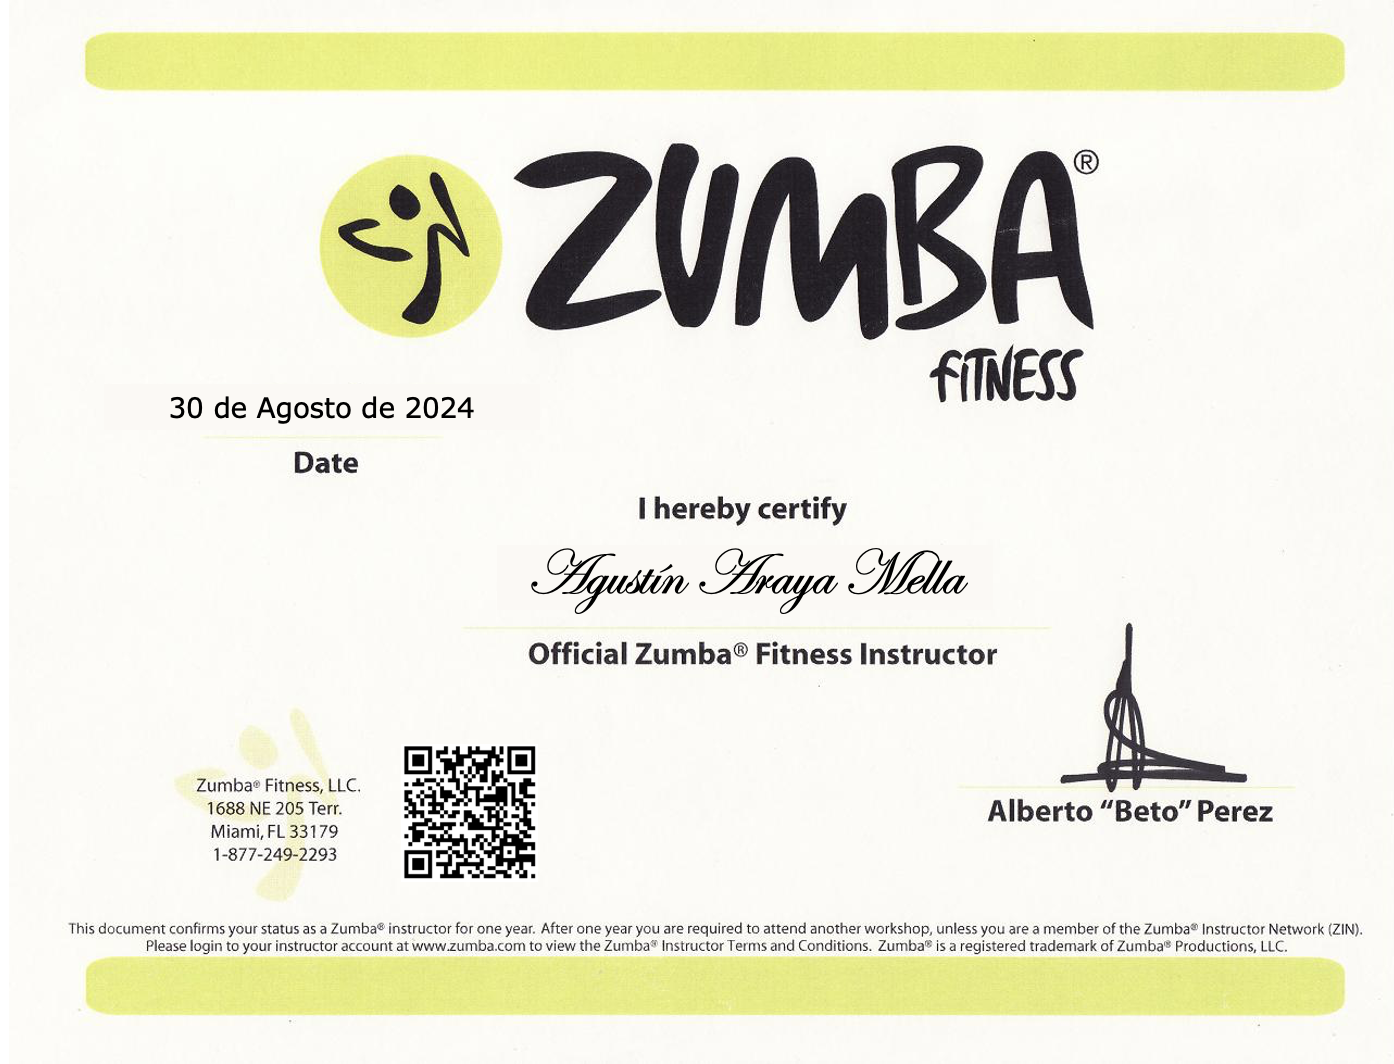 ZUMBA®
FITNESS
30 de Agosto de 2024
Date
I hereby certify
Agustín Araya Mella
Official Zumba® Fitness Instructor
Zumba® Fitness, LLC.
1688 NE 205 Terr.
Miami, FL 33179
1-877-249-2293
Alberto “Beto” Perez
This document confirms your status as a Zumba® instructor for one year. After one year you are required to attend another workshop, unless you are a member of the Zumba® Instructor Network (ZIN).
Please login to your instructor account at www.zumba.com to view the Zumba® Instructor Terms and Conditions. Zumba® is a registered trademark of Zumba® Productions, LLC.